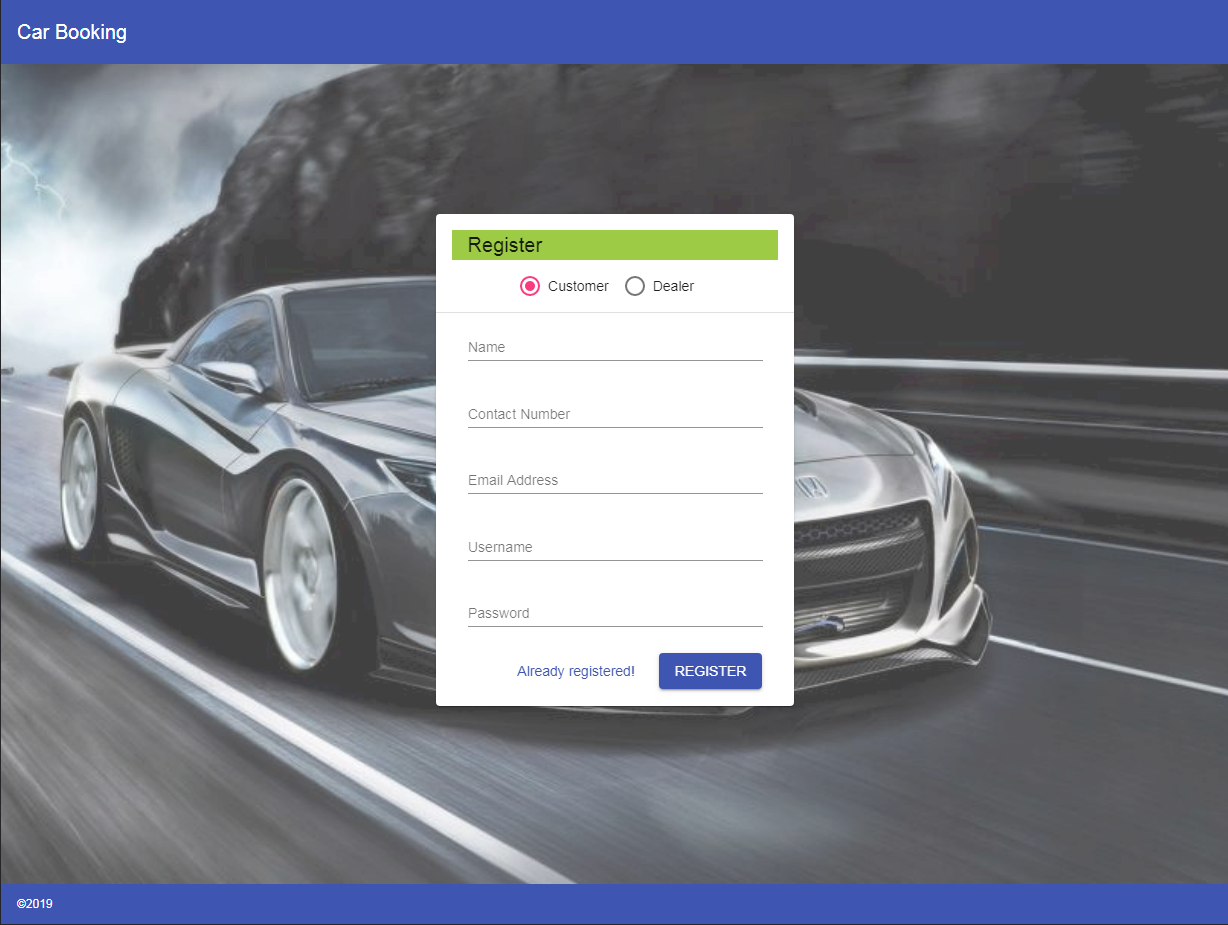 Car Booking
Register
Customer Dealer
Name
Contact Number
Email Address
Username
Password
Already registered! REGISTER
©2019